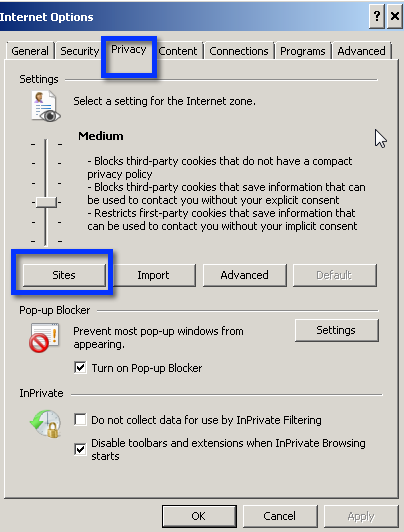 Internet Options
? ×
General Security Privacy Content Connections Programs Advanced
Settings
Select a setting for the Internet zone.
Medium
- Blocks third-party cookies that do not have a compact
privacy policy
- Blocks third-party cookies that save information that can
be used to contact you without your explicit consent
- Restricts first-party cookies that save information that
can be used to contact you without your implicit consent
Sites Import Advanced Default
Pop-up Blocker
Prevent most pop-up windows from
appearing.
Settings
Turn on Pop-up Blocker
InPrivate
Do not collect data for use by InPrivate Filtering
Disable toolbars and extensions when InPrivate Browsing
starts
OK Cancel Apply